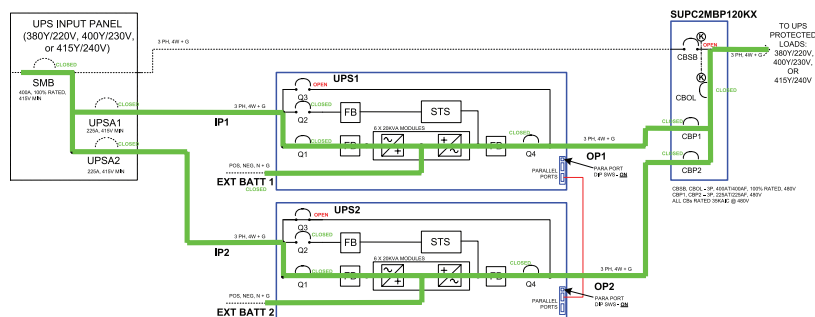 UPS INPUT PANEL
(380Y/220V, 400Y/230V,
or 415Y/240V)
CLOSED
SMB
400A, 100% RATED,
415V MIN
CLOSED
UPSA1
225A, 415V MIN
CLOSED
UPSA2
225A, 415V MIN
3 PH, 4W + G
3 PH, 4W + G
IP1
3 PH, 4W + G
IP2
UPS1
OPEN
Q3
CLOSED
Q2
FB
STS
6 X 20KVA MODULES
CLOSED
Q1
FB
FB
CLOSED
Q4
POS, NEG, N + G
EXT BATT 1
CLOSED
PARALLEL
PORTS
OP1
PARA PORT
DIP SWS - ON
3 PH, 4W + G
UPS2
OPEN
Q3
CLOSED
Q2
FB
STS
6 X 20KVA MODULES
CLOSED
Q1
FB
FB
CLOSED
Q4
POS, NEG, N + G
EXT BATT 2
PARALLEL
PORTS
OP2
PARA PORT
DIP SWS - ON
3 PH, 4W + G
SUPC2MBP120KX
K
OPEN
CBSB
K
CBOL
CLOSED
CLOSED
CBP1
CLOSED
CBP2
3 PH, 4W + G
TO UPS
PROTECTED
LOADS:
380Y/220V,
400Y/230V,
OR
415Y/240V
CBSB, CBOL - 3P, 400AT/400AF, 100% RATED, 480V
CBP1, CBP2 - 3P, 225AT/225AF, 480V
ALL CBs RATED 35KAIC @ 480V